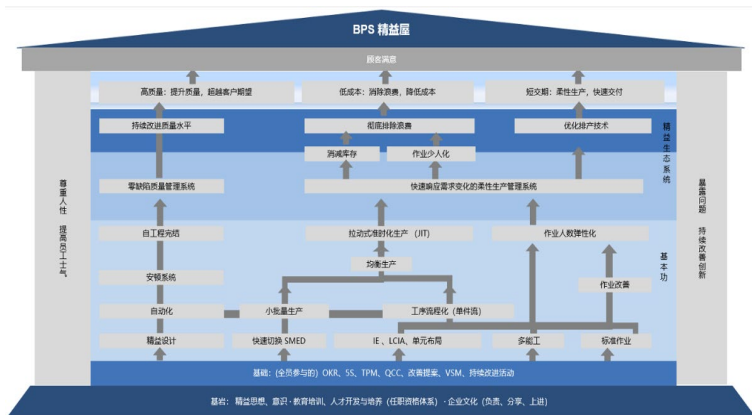 BPS 精益屋
顾客满意
高质量：提升质量，超越客户期望
低成本：消除浪费，降低成本
短交期：柔性生产，快速交付
持续改进质量水平
彻底排除浪费
优化排产技术
消减库存
作业少人化
零缺陷质量管理系统
快速响应需求变化的柔性生产管理系统
精益生态系统
自工程完结
拉动式准时化生产（JIT）
作业人数弹性化
均衡生产
安顿系统
作业改善
基本功
自动化
小批量生产
工序流程化（单件流）
精益设计
快速切换 SMED
IE 、LCIA、单元布局
多能工
标准作业
尊重人性 提高员工士气
暴露问题 持续改善创新
基础：(全员参与的）OKR、5S、TPM、QCC、改善提案、VSM、持续改进活动
基岩： 精益思想、意识 · 教育培训、人才开发与培养（任职资格体系） · 企业文化（负责、分享、上进）